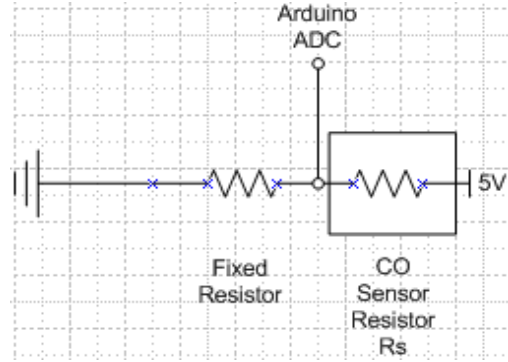 Arduino
ADC
5V
Fixed
Resistor
CO
Sensor
Resistor
Rs